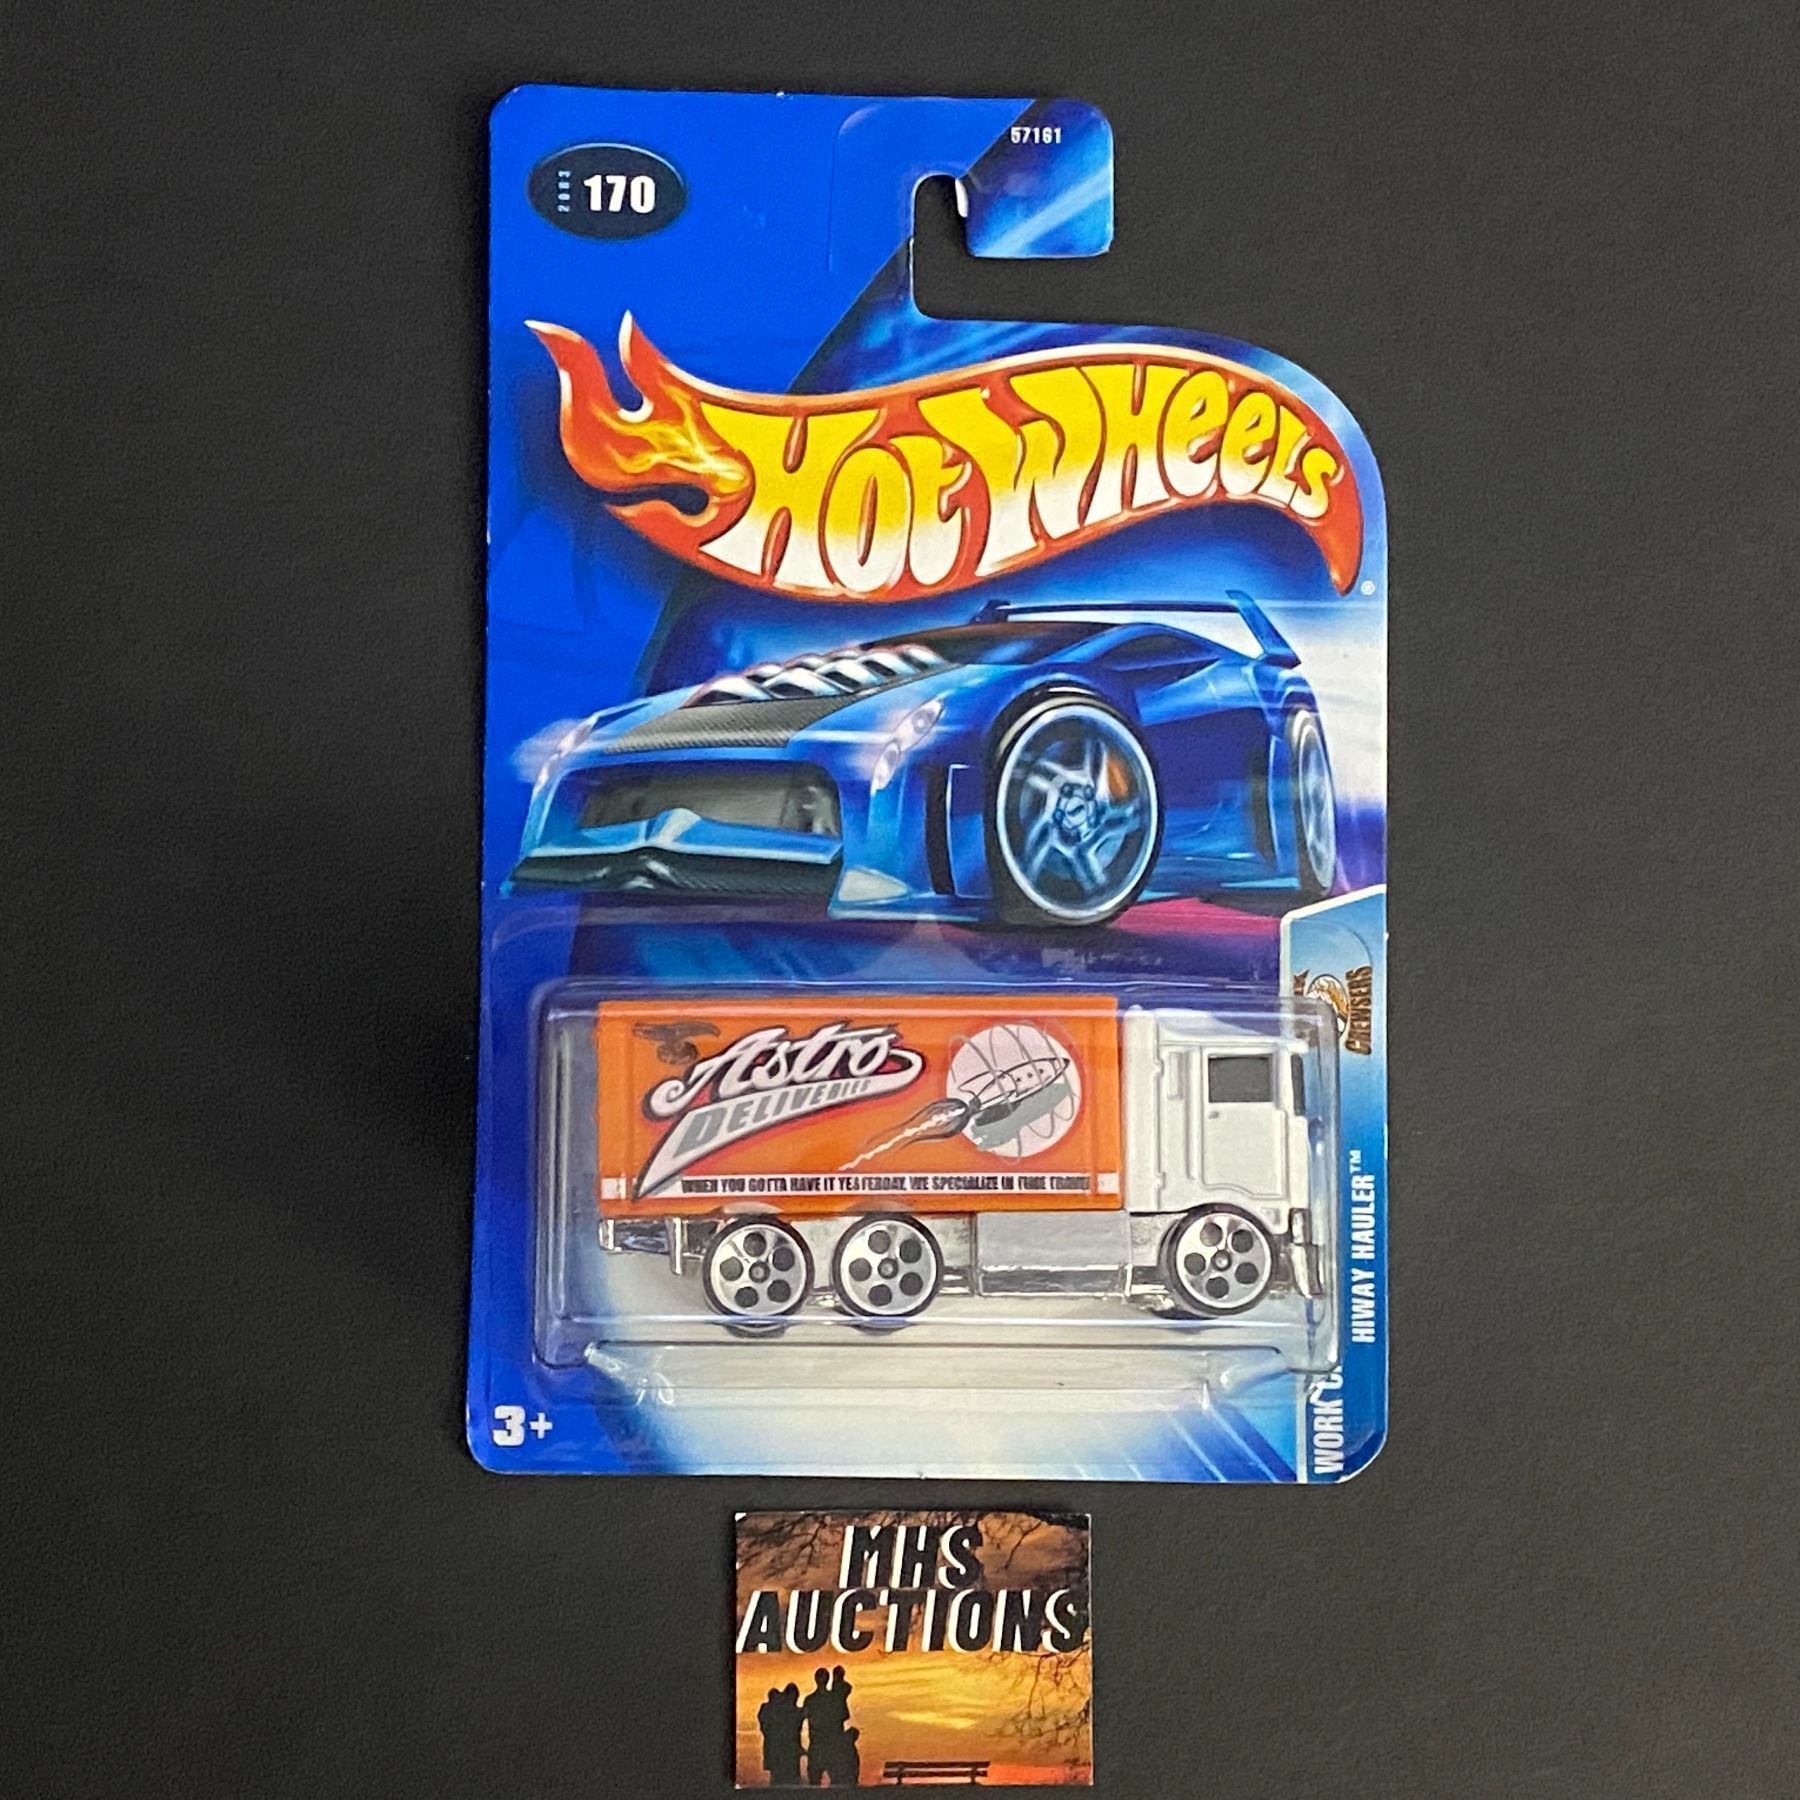 57161
2003 170
HOT WHEELS
®
CREWSERS
Astro
DELIVERIES
WHEN YOU GOTTA HAVE IT YESTERDAY, WE SPECIALIZE IN TIME TRAVEL
HIWAY HAULER™
WORK
3+
MHS
AUCTIONS